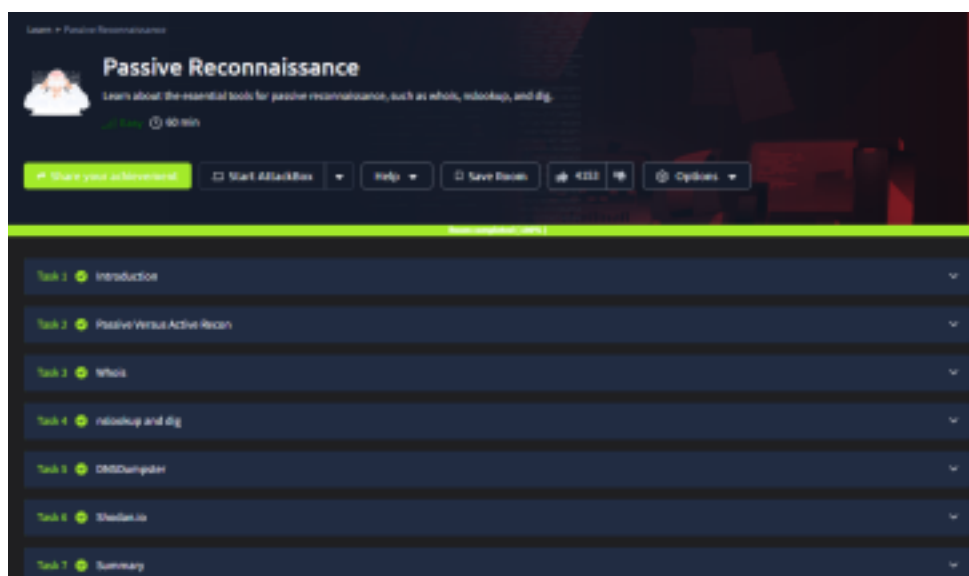 Learn > Passive Reconnaissance
Passive Reconnaissance
Learn about the essential tools for passive reconnaissance, such as whois, nslookup, and dig.
Easy 60 min
Share your achievement Start AttackBox Help Save Room Options
Room completed ( 100% )
Task 1 Introduction
Task 2 Passive Versus Active Recon
Task 3 Whois
Task 4 nslookup and dig
Task 5 DNSDumpster
Task 6 Shodan.io
Task 7 Summary